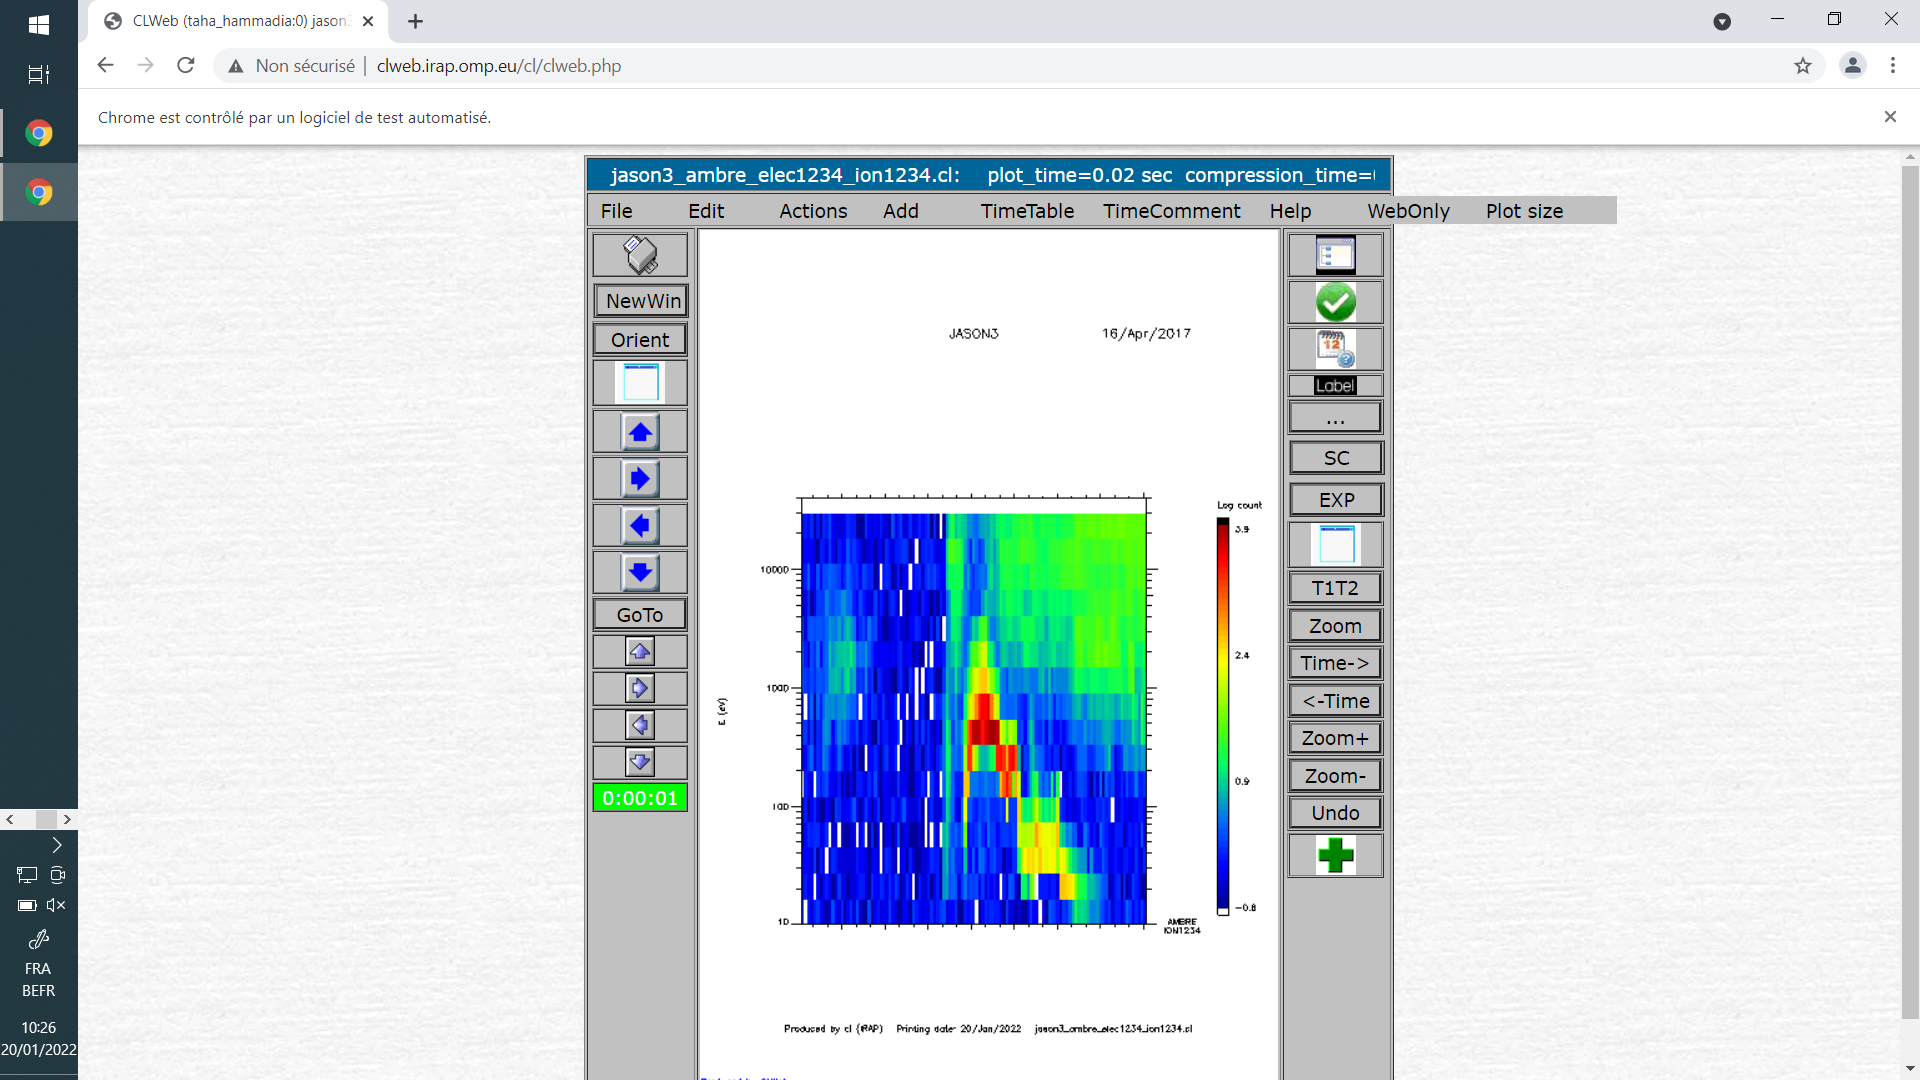 CLWeb (taha_hammadia:0) jason3
Non sécurisé | clweb.irap.omp.eu/cl/clweb.php
Chrome est contrôlé par un logiciel de test automatisé.
jason3_ambre_elec1234_ion1234.cl: plot_time=0.02 sec compression_time=
File Edit Actions Add TimeTable TimeComment Help WebOnly Plot size
NewWin
Orient
GoTo
0:00:01
JASON3 16/Apr/2017
Log count
3.9
2.4
0.9
-0.6
10000
1000
100
10
E (eV)
AMBRE
ION1234
Produced by cl (IRAP) Printing date: 20/Jan/2022 jason3_ambre_elec1234_ion1234.cl
12
Label
...
SC
EXP
T1T2
Zoom
Time->
<-Time
Zoom+
Zoom-
Undo
FRA
BEFR
10:26
20/01/2022